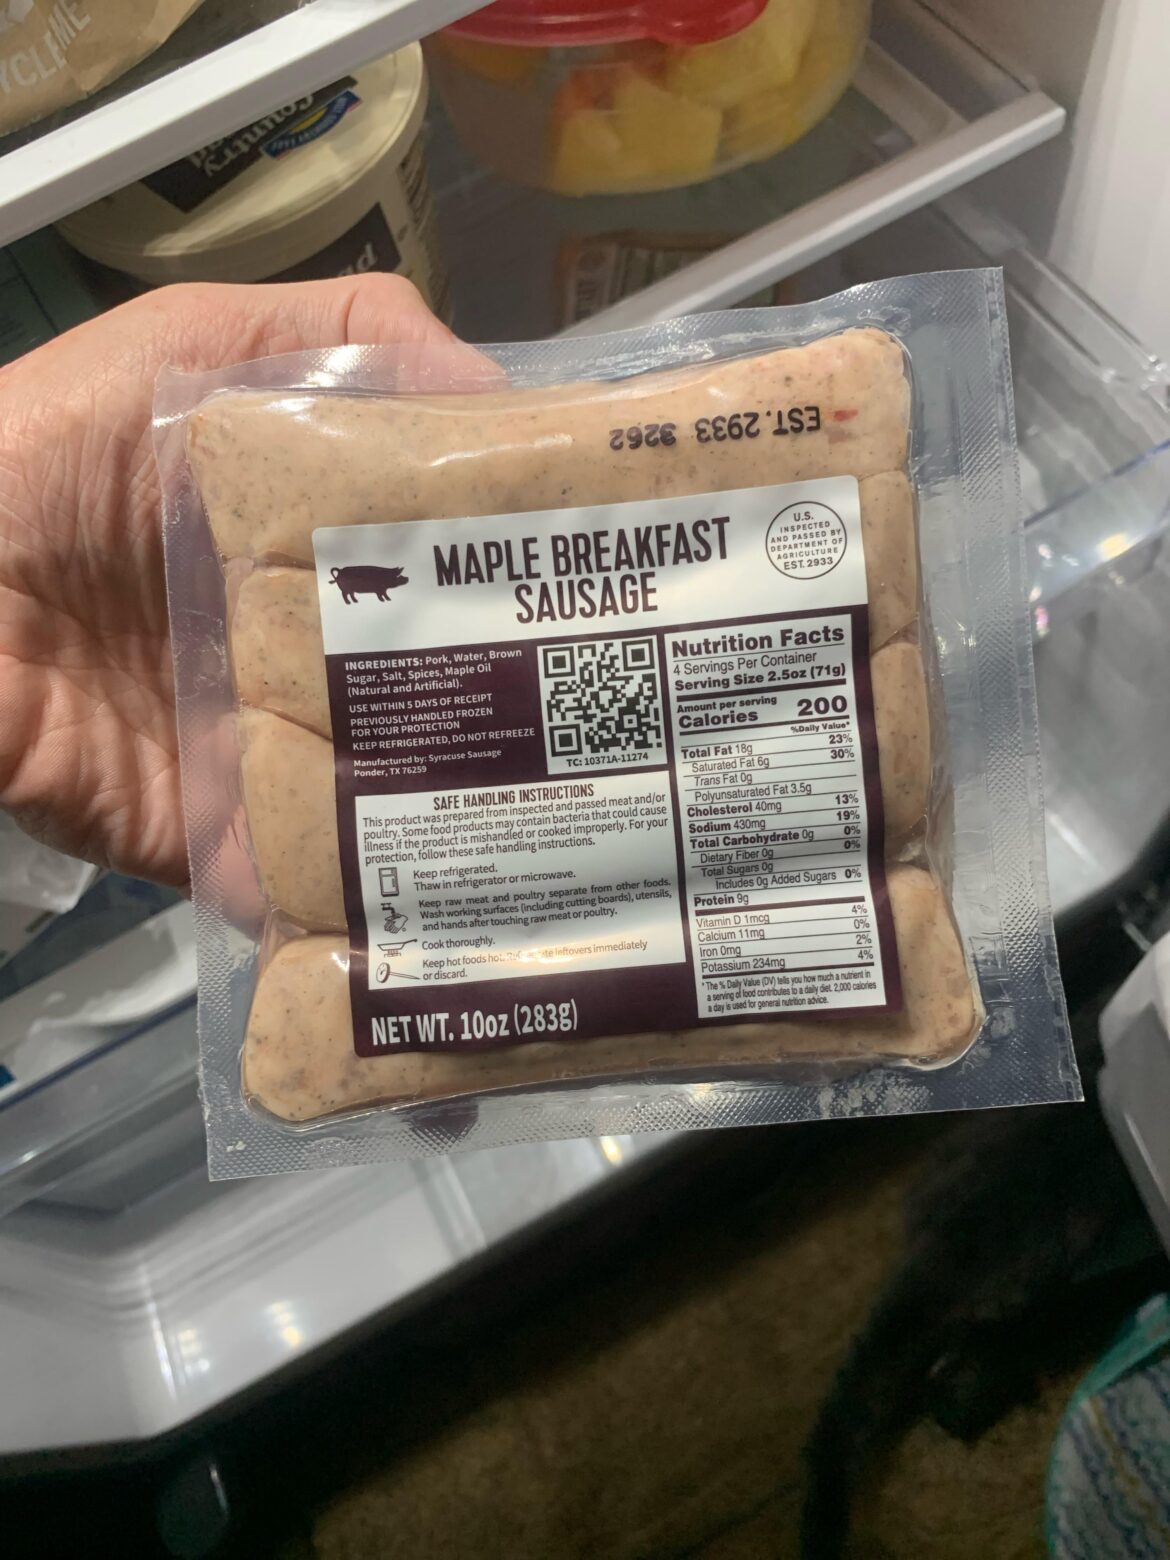 YCLE ME
Country
EST. 2933 3262
MAPLE BREAKFAST
SAUSAGE
U.S.
INSPECTED
AND PASSED BY
DEPARTMENT OF
AGRICULTURE
EST. 2933
INGREDIENTS: Pork, Water, Brown
Sugar, Salt, Spices, Maple Oil
(Natural and Artificial).
USE WITHIN 5 DAYS OF RECEIPT
PREVIOUSLY HANDLED FROZEN
FOR YOUR PROTECTION
KEEP REFRIGERATED, DO NOT REFREEZE
Manufactured by: Syracuse Sausage
Ponder, TX 76259
TC: 10371A-11274
SAFE HANDLING INSTRUCTIONS
This product was prepared from inspected and passed meat and/or
poultry. Some food products may contain bacteria that could cause
illness if the product is mishandled or cooked improperly. For your
protection, follow these safe handling instructions.
Keep refrigerated.
Thaw in refrigerator or microwave.
Keep raw meat and poultry separate from other foods.
Wash working surfaces (including cutting boards), utensils,
and hands after touching raw meat or poultry.
Cook thoroughly.
Keep hot foods hot. Refrigerate leftovers immediately
or discard.
NET WT. 10oz (283g)
Nutrition Facts
4 Servings Per Container
Serving Size 2.5oz (71g)
Amount per serving
Calories 200
%Daily Value*
Total Fat 18g 23%
Saturated Fat 6g 30%
Trans Fat 0g
Polyunsaturated Fat 3.5g
Cholesterol 40mg 13%
Sodium 430mg 19%
Total Carbohydrate 0g 0%
Dietary Fiber 0g 0%
Total Sugars 0g
Includes 0g Added Sugars 0%
Protein 9g
Vitamin D 1mcg 4%
Calcium 11mg 0%
Iron 0mg 2%
Potassium 234mg 4%
* The % Daily Value (DV) tells you how much a nutrient in
a serving of food contributes to a daily diet. 2,000 calories
a day is used for general nutrition advice.